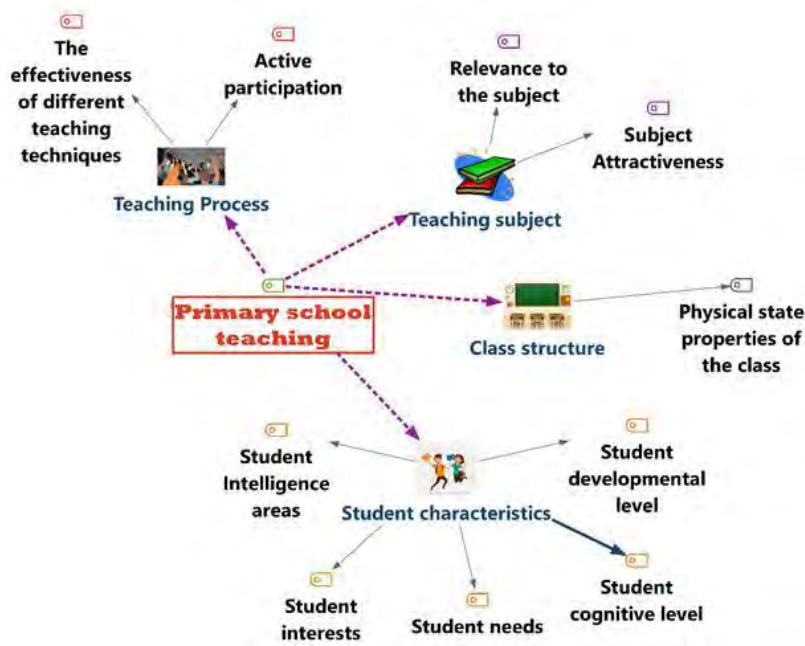 The
effectiveness
of different
teaching
techniques
Active
participation
Teaching Process
Relevance to
the subject
Subject
Attractiveness
Teaching subject
Primary school
teaching
Class structure
Physical state
properties of
the class
Student
Intelligence
areas
Student
developmental
level
Student characteristics
Student
interests
Student needs
Student
cognitive level